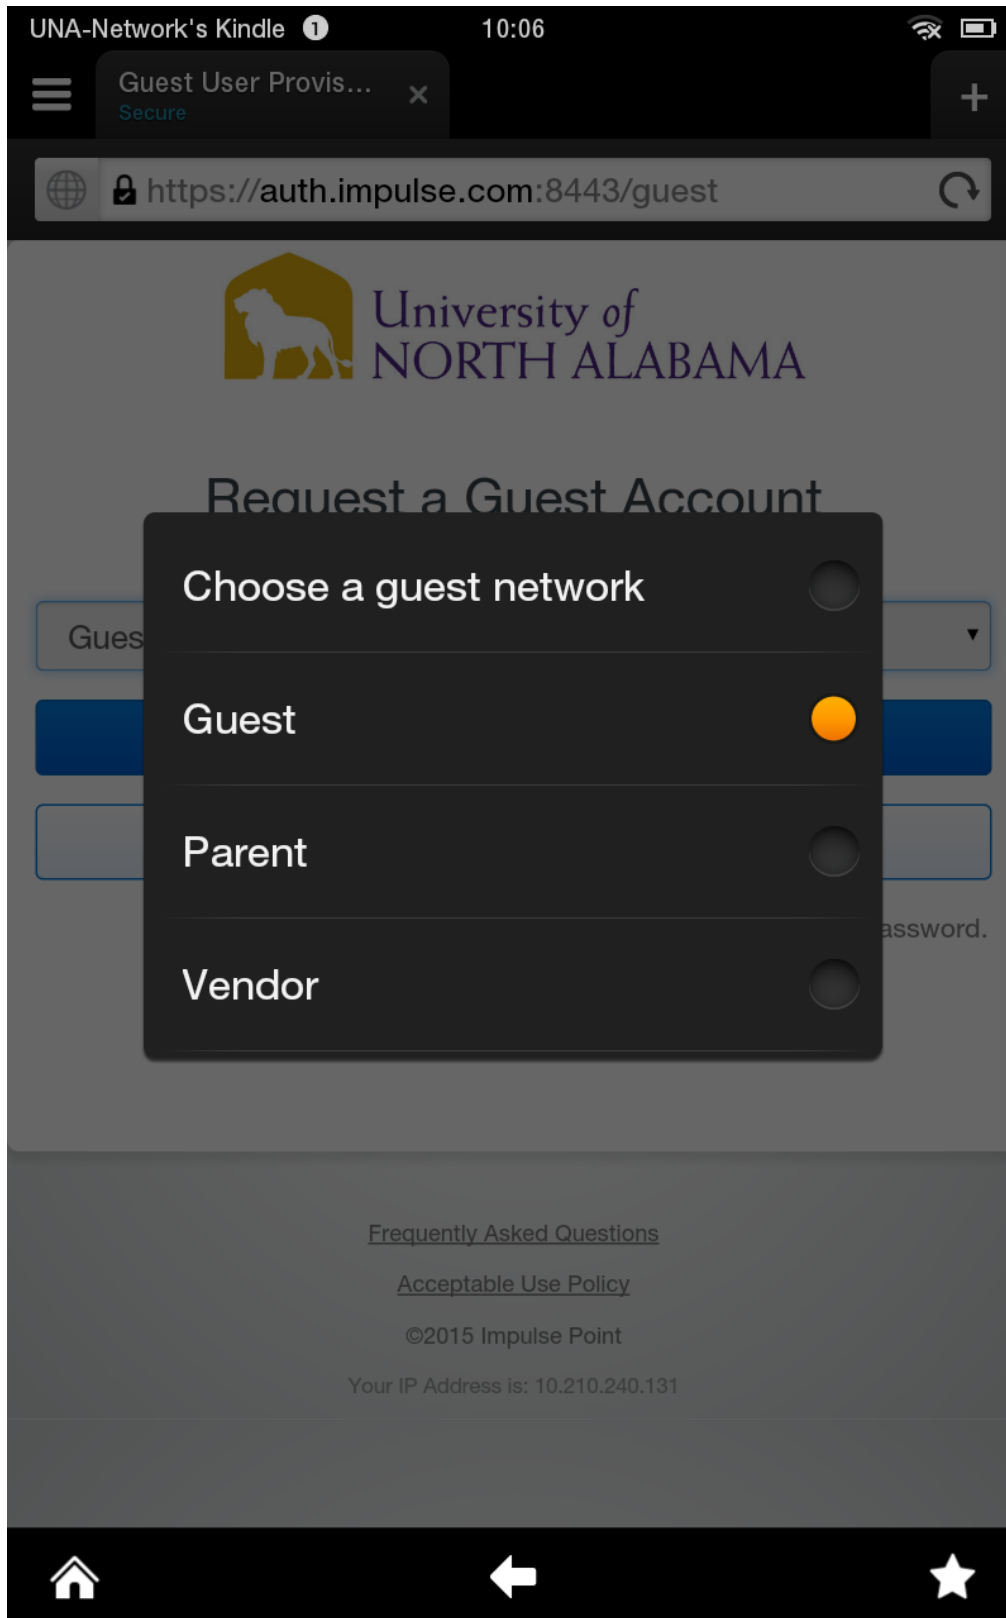 UNA-Network's Kindle 1 10:06
Guest User Provis...
Secure
https://auth.impulse.com:8443/guest
University of
NORTH ALABAMA
Request a Guest Account
Choose a guest network
Gues
Guest
Parent
assword.
Vendor
Frequently Asked Questions
Acceptable Use Policy
©2015 Impulse Point
Your IP Address is: 10.210.240.131